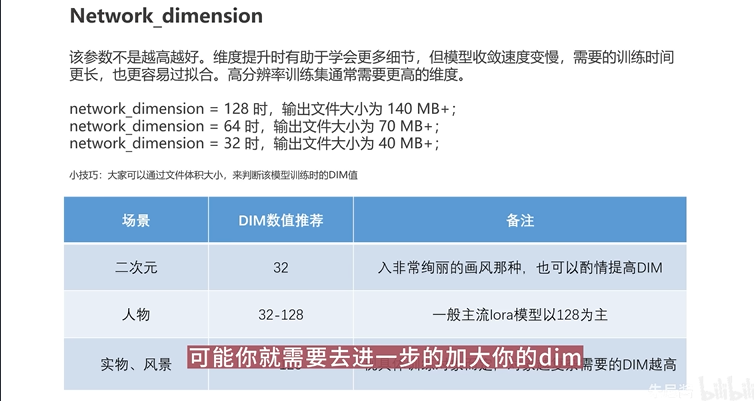 Network_dimension
该参数不是越高越好。维度提升时有助于学会更多细节，但模型收敛速度变慢，需要的训练时间
更长，也更容易过拟合。高分辨率训练集通常需要更高的维度。
network_dimension = 128 时，输出文件大小为 140 MB+；
network_dimension = 64 时，输出文件大小为 70 MB+；
network_dimension = 32 时，输出文件大小为 40 MB+；
小技巧：大家可以通过文件体积大小，来判断该模型训练时的DIM值
场景 DIM数值推荐 备注
二次元 32 入非常绚丽的画风那种，也可以酌情提高DIM
人物 32-128 一般主流lora模型以128为主
实物、风景 需要的DIM越高
可能你就需要去进一步的加大你的dim
bilibili